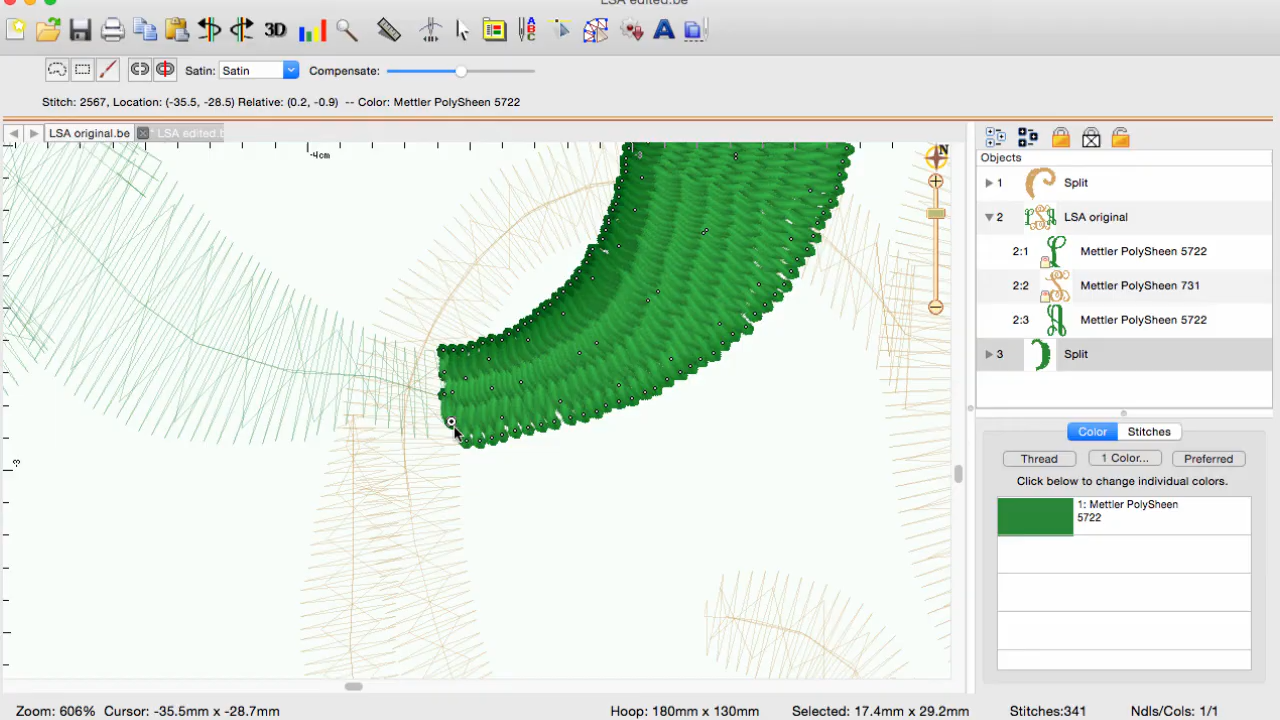 LSA edited.be
3D
A
B
C
A
Satin: Satin Compensate:
Stitch: 2567, Location: (-35.5, -28.5) Relative: (0.2, -0.9) -- Color: Mettler PolySheen 5722
LSA original.be * LSA edited.b
-4cm
-3
N
Objects
1 Split
2 LSA original
2:1 Mettler PolySheen 5722
2:2 Mettler PolySheen 731
2:3 Mettler PolySheen 5722
3 Split
3
Color Stitches
Thread 1 Color... Preferred
Click below to change individual colors.
1: Mettler PolySheen
5722
Zoom: 606% Cursor: -35.5mm x -28.7mm Hoop: 180mm x 130mm Selected: 17.4mm x 29.2mm Stitches:341 Ndls/Cols: 1/1